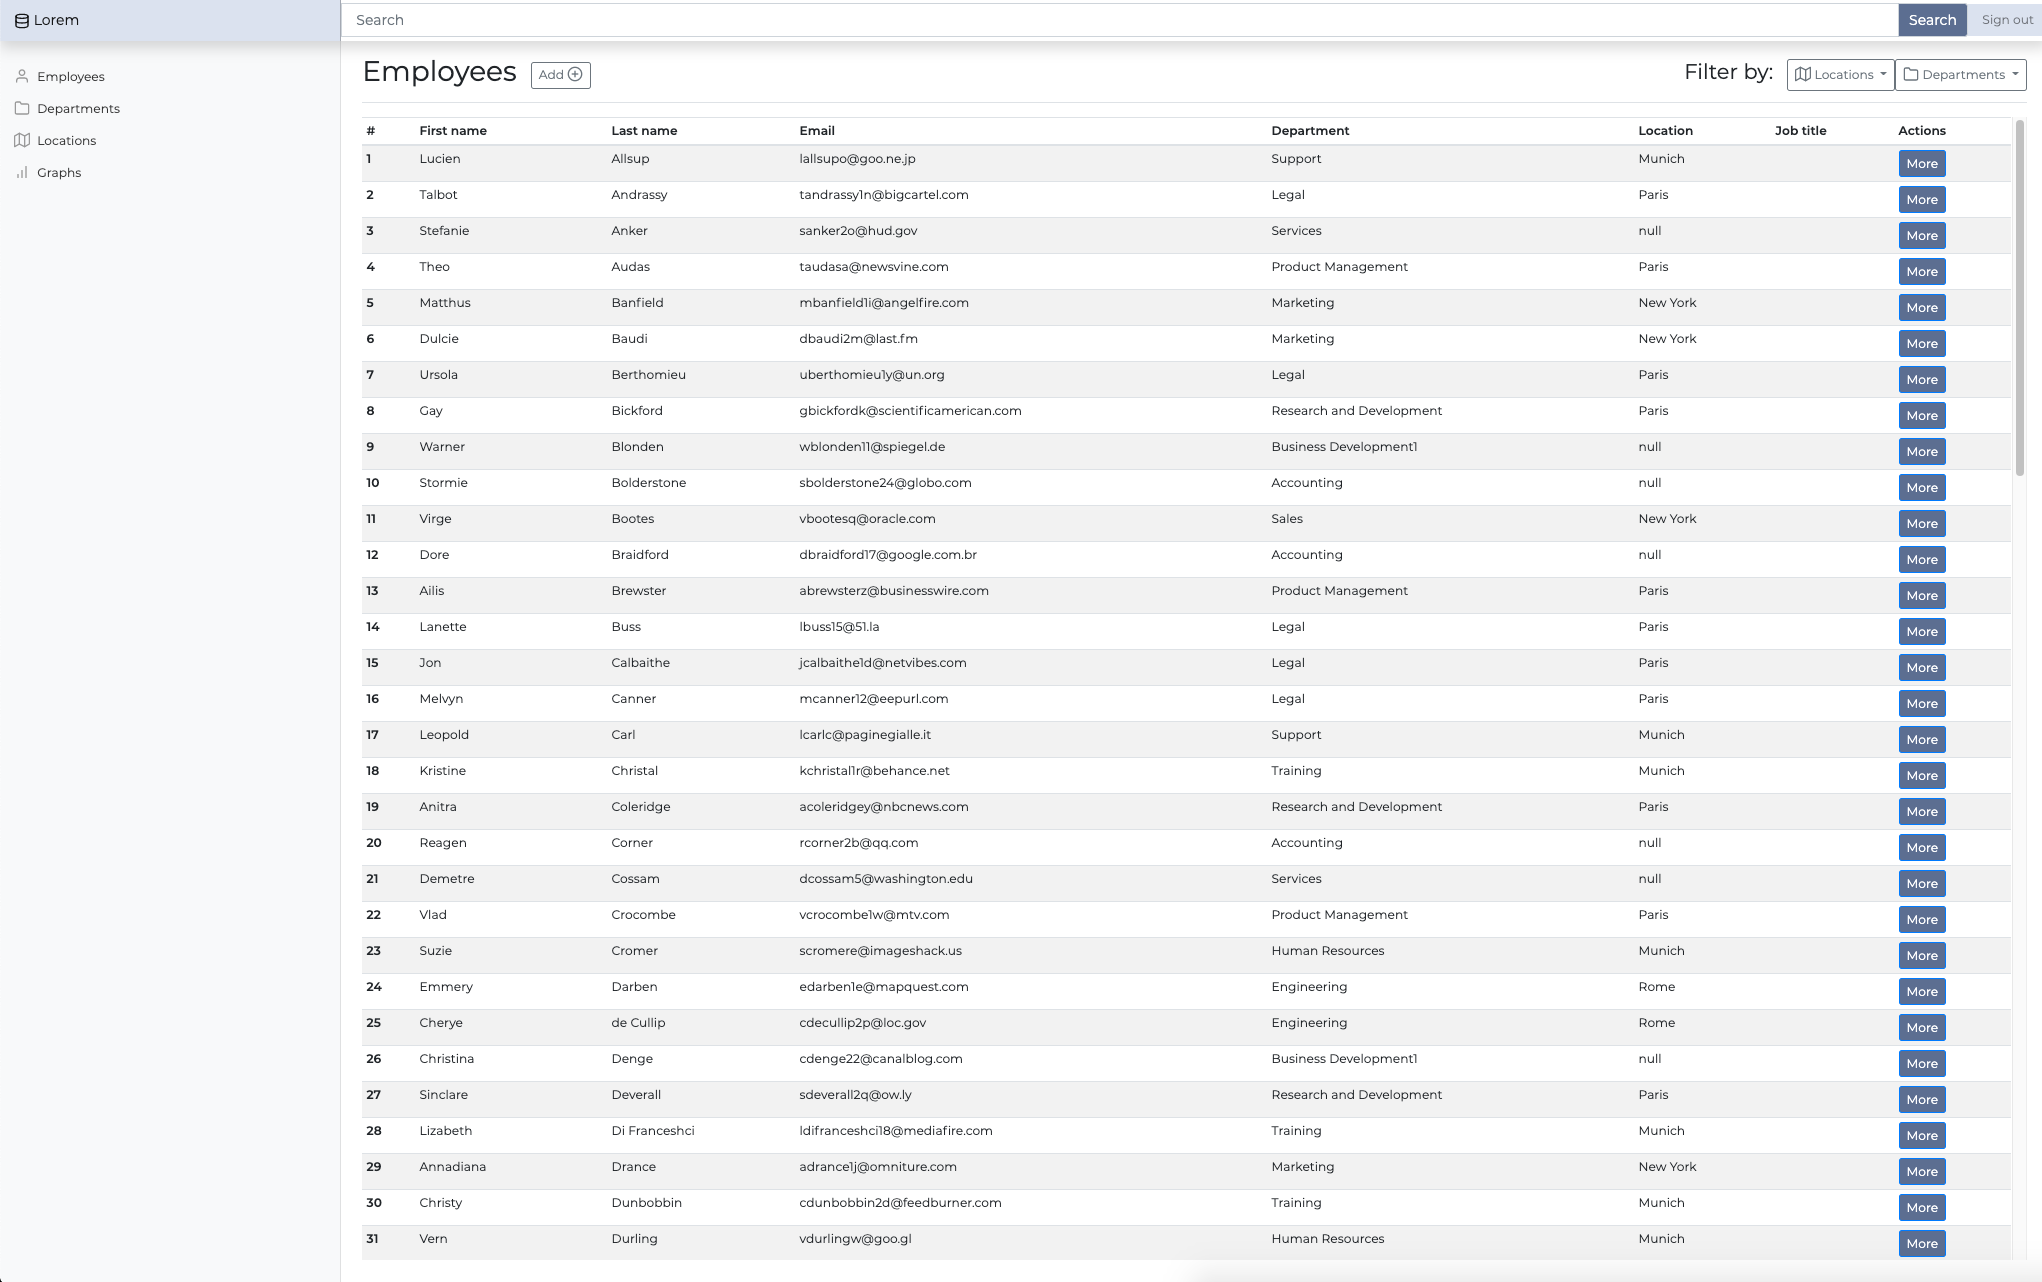 Lorem
Search
Search
Sign out
Employees
Departments
Locations
Graphs
Employees
Add
Filter by:
Locations
Departments
# First name Last name Email Department Location Job title Actions
1 Lucien Allsup lallsup0@goo.ne.jp Support Munich More
2 Talbot Andrassy tandrassy1n@bigcartel.com Legal Paris More
3 Stefanie Anker sanker2o@hud.gov Services null More
4 Theo Audas taudasa@newsvine.com Product Management Paris More
5 Matthus Banfield mbanfield1i@angelfire.com Marketing New York More
6 Dulcie Baudi dbaudi2m@last.fm Marketing New York More
7 Ursola Berthomieu uberthomieu1y@un.org Legal Paris More
8 Gay Bickford gbickfordk@scientificamerican.com Research and Development Paris More
9 Warner Blonden wblonden11@spiegel.de Business Development1 null More
10 Stormie Bolderstone sbolderstone24@globo.com Accounting null More
11 Virge Bootes vbootesq@oracle.com Sales New York More
12 Dore Braidford dbraidford17@google.com.br Accounting null More
13 Ailis Brewster abrewsterz@businesswire.com Product Management Paris More
14 Lanette Buss lbuss15@51.la Legal Paris More
15 Jon Calbaithe jcalbaithe1d@netvibes.com Legal Paris More
16 Melvyn Canner mcanner12@eepurl.com Legal Paris More
17 Leopold Carl lcarlc@paginegialle.it Support Munich More
18 Kristine Christal kchristal1r@behance.net Training Munich More
19 Anitra Coleridge acoleridgey@nbcnews.com Research and Development Paris More
20 Reagen Corner rcorner2b@qq.com Accounting null More
21 Demetre Cossam dcossam5@washington.edu Services null More
22 Vlad Crocombe vcrocombe1w@mtv.com Product Management Paris More
23 Suzie Cromer scromere@imageshack.us Human Resources Munich More
24 Emmery Darben edarben1e@mapquest.com Engineering Rome More
25 Cherye de Cullip cdecullip2p@loc.gov Engineering Rome More
26 Christina Denge cdenge22@canalblog.com Business Development1 null More
27 Sinclare Deverall sdeverall2q@ow.ly Research and Development Paris More
28 Lizabeth Di Franceshci ldifranceshci18@mediafire.com Training Munich More
29 Annadiana Drance adrance1j@omniture.com Marketing New York More
30 Christy Dunbobbin cdunbobbin2d@feedburner.com Training Munich More
31 Vern Durling vdurlingw@goo.gl Human Resources Munich More